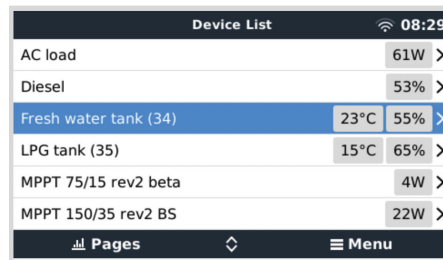 Device List 08:29
AC load 61W
Diesel 53%
Fresh water tank (34) 23°C 55%
LPG tank (35) 15°C 65%
MPPT 75/15 rev2 beta 4W
MPPT 150/35 rev2 BS 22W
Pages Menu